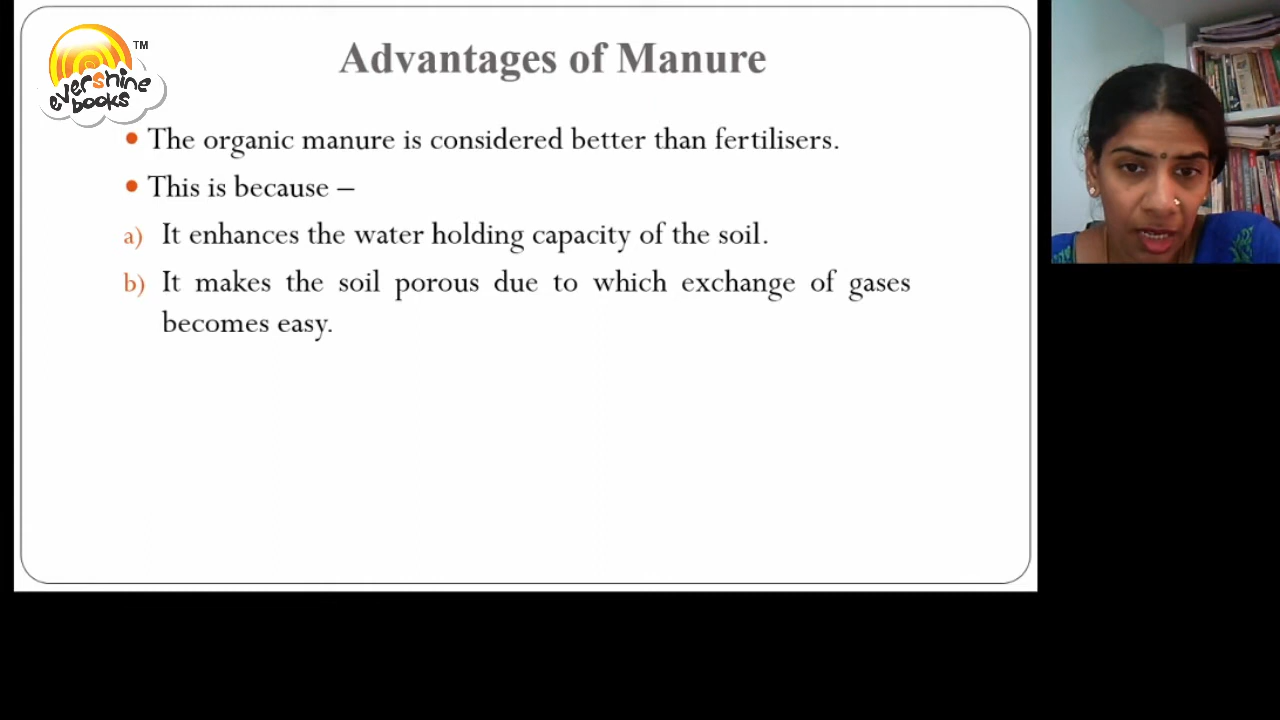 evershine
books
TM
Advantages of Manure
• The organic manure is considered better than fertilisers.
• This is because –
a) It enhances the water holding capacity of the soil.
b) It makes the soil porous due to which exchange of gases
becomes easy.